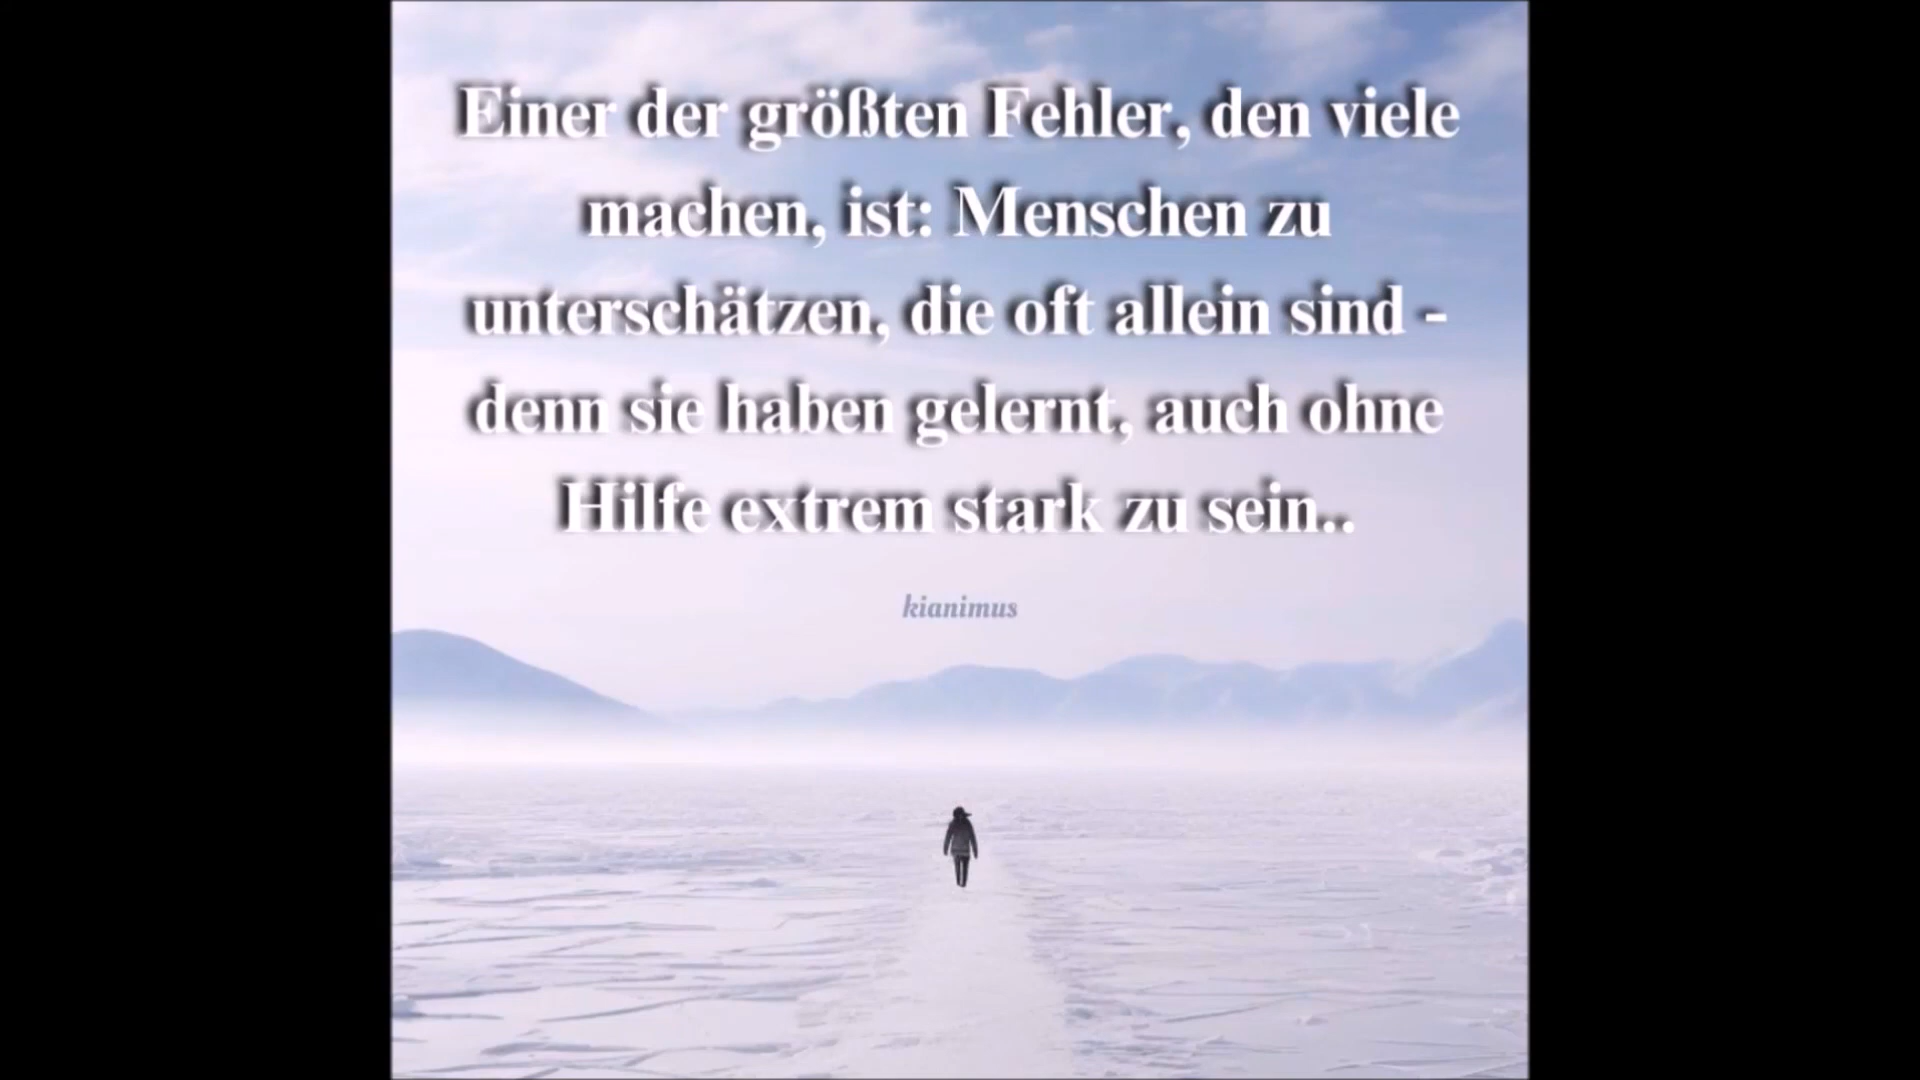 Einer der größten Fehler, den viele
machen, ist: Menschen zu
unterschätzen, die oft allein sind -
denn sie haben gelernt, auch ohne
Hilfe extrem stark zu sein..
kianimus